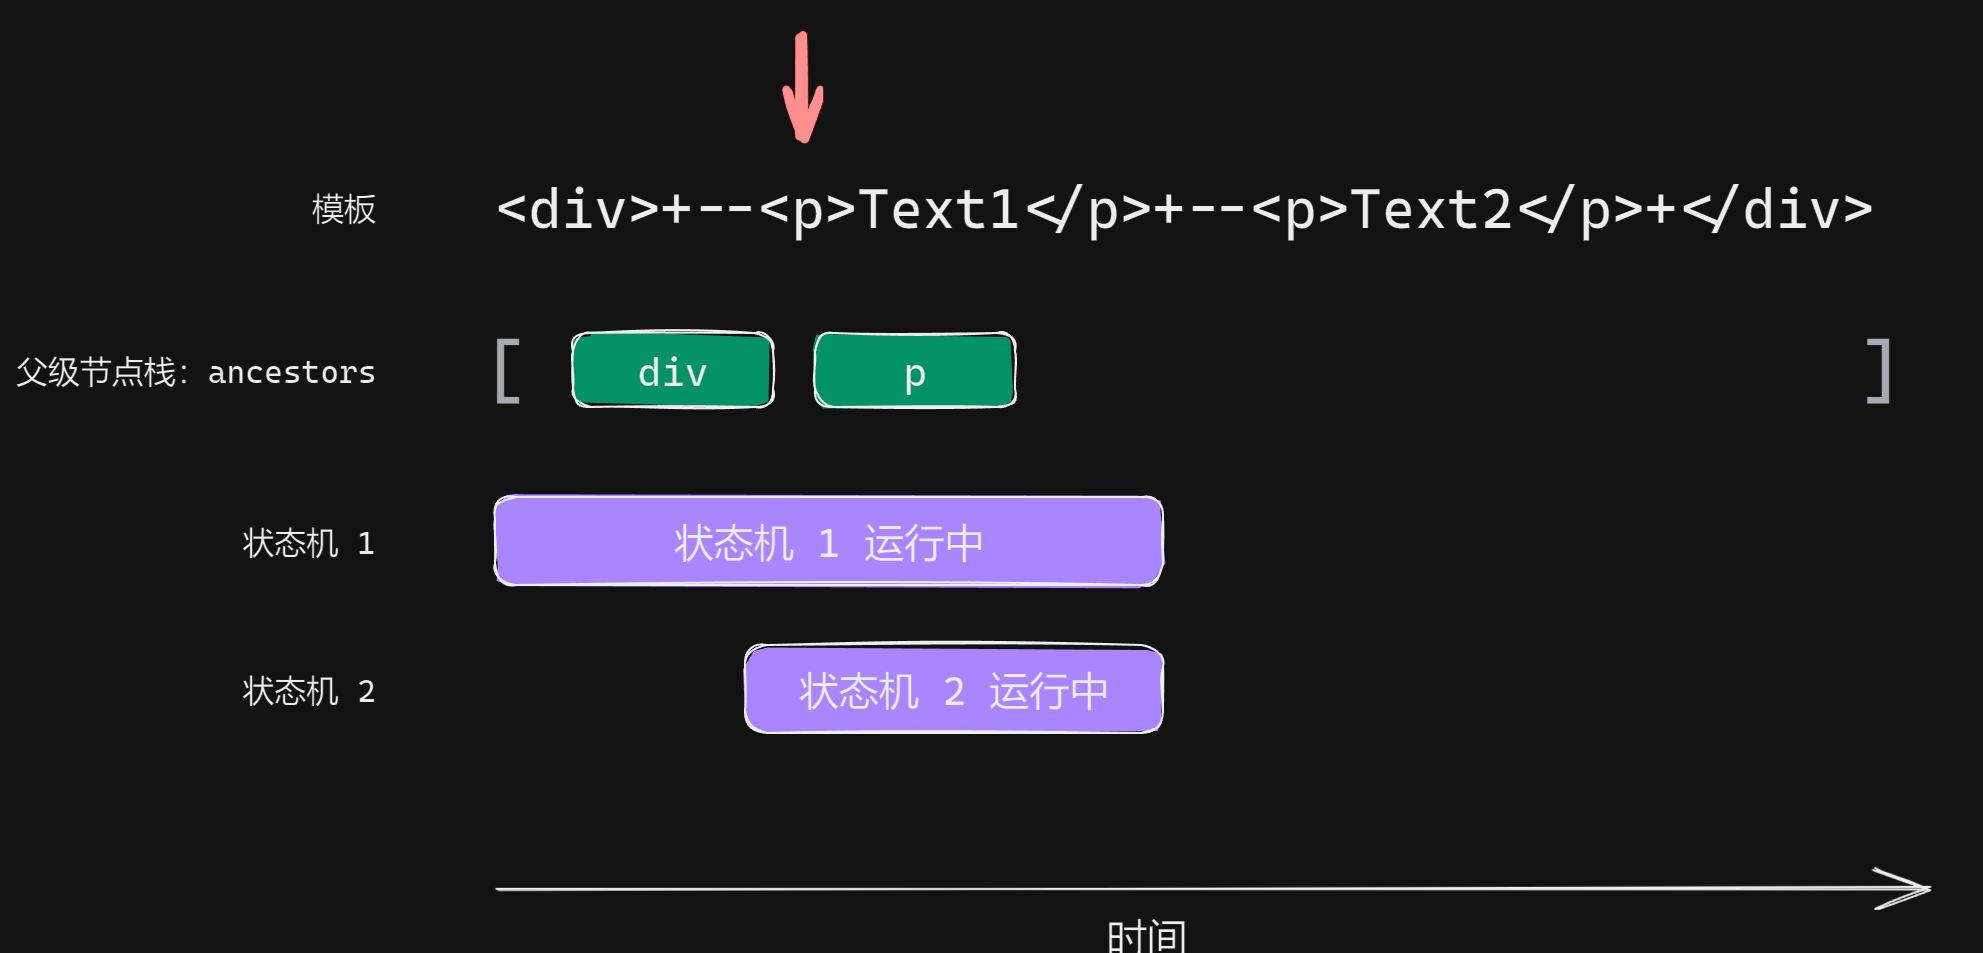 模板 <div>+--<p>Text1</p>+--<p>Text2</p>+</div>
父级节点栈: ancestors [ div p ]
状态机 1 状态机 1 运行中
状态机 2 状态机 2 运行中
时间